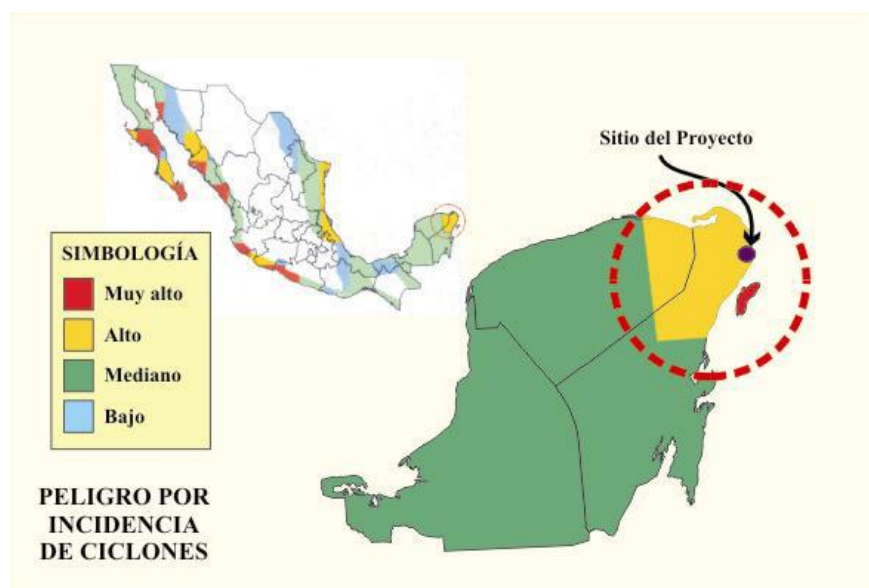 Sitio del Proyecto
SIMBOLOGÍA
Muy alto
Alto
Mediano
Bajo
PELIGRO POR
INCIDENCIA
DE CICLONES